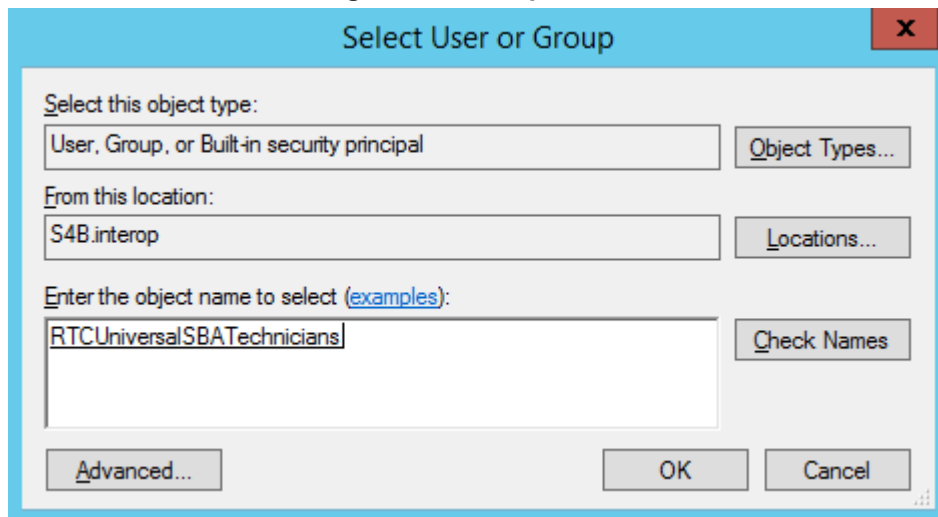 Select User or Group
x
Select this object type:
User, Group, or Built-in security principal
Object Types...
From this location:
S4B.interop
Locations...
Enter the object name to select (examples):
RTCUniversalSBATechnicians
Check Names
Advanced...
OK
Cancel